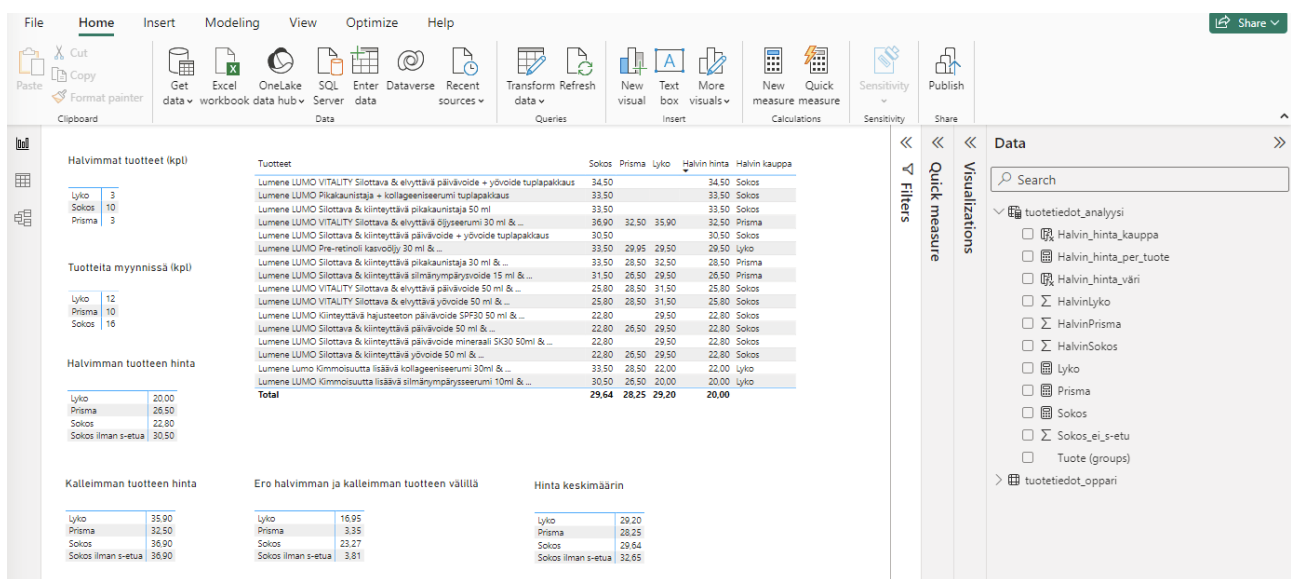 File Home Insert Modeling View Optimize Help Share
Cut
Copy
Format painter
Paste
Clipboard
Get data
Excel workbook
OneLake data hub
SQL Server
Enter data
Dataverse
Recent sources
Data
Transform data
Refresh
Queries
New visual
Text box
More visuals
Insert
New measure
Quick measure
Calculations
Sensitivity
Sensitivity
Publish
Share
Halvimmat tuotteet (kpl)
Lyko 3
Sokos 10
Prisma 3
Tuotteita myynnissä (kpl)
Lyko 12
Prisma 10
Sokos 16
Halvimman tuotteen hinta
Lyko 20,00
Prisma 26,50
Sokos 22,80
Sokos ilman s-etua 30,50
Tuotteet Sokos Prisma Lyko Halvin hinta Halvin kauppa
Lumene LUMO VITALITY Silottava & elvyttävä päivävoide + yövoide tuplapakkaus 34,50 34,50 Sokos
Lumene LUMO Pikakaunistaja + kollageeniseerumi tuplapakkaus 33,50 33,50 Sokos
Lumene LUMO Silottava & kiinteyttävä pikakaunistaja 50 ml 33,50 33,50 Sokos
Lumene LUMO VITALITY Silottava & elvyttävä öljyseerumi 30 ml & ... 36,90 32,50 35,90 32,50 Prisma
Lumene LUMO Silottava & kiinteyttävä päivävoide + yövoide tuplapakkaus 30,50 30,50 Sokos
Lumene LUMO Pre-retinoli kasvoöljy 30 ml & ... 33,50 29,95 29,50 29,50 Lyko
Lumene LUMO Silottava & kiinteyttävä pikakaunistaja 30 ml & ... 33,50 28,50 32,50 28,50 Prisma
Lumene LUMO Silottava & kiinteyttävä silmänympärysvoide 15 ml & ... 31,50 26,50 29,50 26,50 Prisma
Lumene LUMO VITALITY Silottava & elvyttävä päivävoide 50 ml & ... 25,80 28,50 31,50 25,80 Sokos
Lumene LUMO VITALITY Silottava & elvyttävä yövoide 50 ml & ... 25,80 28,50 31,50 25,80 Sokos
Lumene LUMO Kiinteyttävä hajusteeton päivävoide SPF30 50 ml & ... 22,80 29,50 22,80 Sokos
Lumene LUMO Silottava & kiinteyttävä päivävoide 50 ml & ... 22,80 26,50 29,50 22,80 Sokos
Lumene LUMO Silottava & kiinteyttävä päivävoide mineraali SK30 50ml & ... 22,80 29,50 22,80 Sokos
Lumene LUMO Silottava & kiinteyttävä yövoide 50 ml & ... 22,80 26,50 29,50 22,80 Sokos
Lumene Lumo Kimmoisuutta lisäävä kollageeniseerumi 30ml & ... 33,50 28,50 22,00 22,00 Lyko
Lumene LUMO Kimmoisuutta lisäävä silmänympärysseerumi 10ml & ... 30,50 26,50 20,00 20,00 Lyko
Total 29,64 28,25 29,20 20,00
Kalleimman tuotteen hinta
Lyko 35,90
Prisma 32,50
Sokos 36,90
Sokos ilman s-etua 36,90
Ero halvimman ja kalleimman tuotteen välillä
Lyko 16,95
Prisma 3,35
Sokos 23,27
Sokos ilman s-etua 3,81
Hinta keskimäärin
Lyko 29,20
Prisma 28,25
Sokos 29,64
Sokos ilman s-etua 32,65
Filters
Quick measure
Visualizations
Data
Search
tuotetiedot_analyysi
Halvin_hinta_kauppa
Halvin_hinta_per_tuote
Halvin_hinta_väri
HalvinLyko
HalvinPrisma
HalvinSokos
Lyko
Prisma
Sokos
Sokos_ei_s-etu
Tuote (groups)
tuotetiedot_oppari